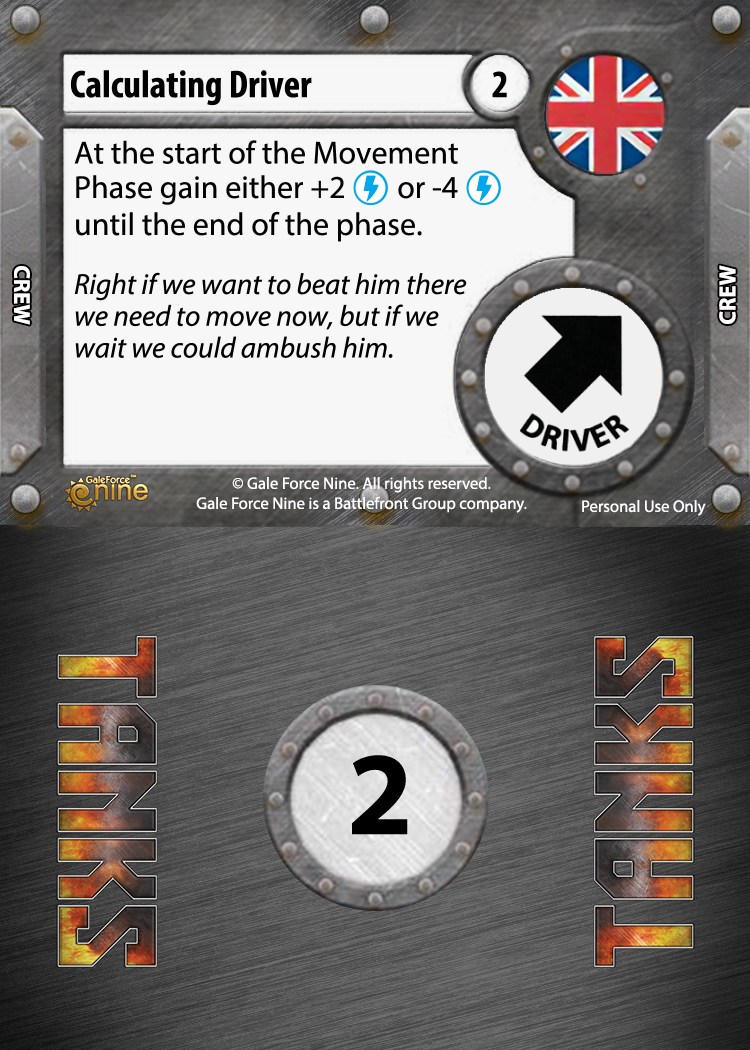 Calculating Driver
2
At the start of the Movement
Phase gain either +2 or -4
until the end of the phase.
Right if we want to beat him there
we need to move now, but if we
wait we could ambush him.
CREW
CREW
DRIVER
GaleForce™
nine
© Gale Force Nine. All rights reserved.
Gale Force Nine is a Battlefront Group company.
Personal Use Only
TANKS
2
TANKS